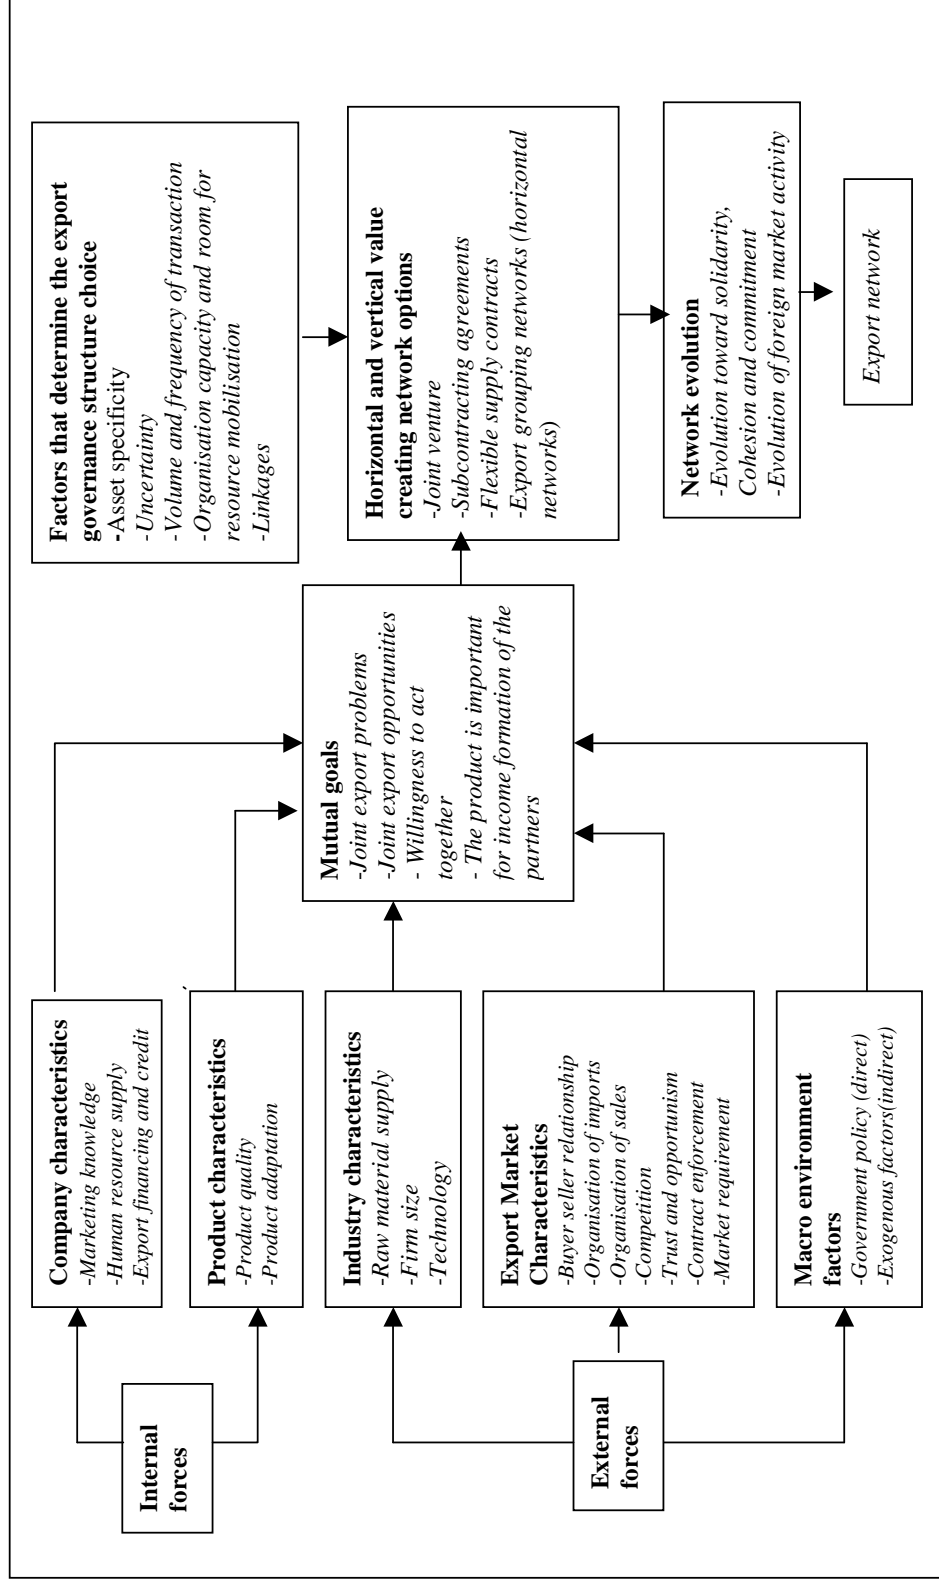 Internal
forces
External
forces
Company characteristics
-Marketing knowledge
-Human resource supply
-Export financing and credit
Product characteristics
-Product quality
-Product adaptation
Industry characteristics
-Raw material supply
-Firm size
-Technology
Export Market
Characteristics
-Buyer seller relationship
-Organisation of imports
-Organisation of sales
-Competition
-Trust and opportunism
-Contract enforcement
-Market requirement
Macro environment
factors
-Government policy (direct)
-Exogenous factors(indirect)
Mutual goals
-Joint export problems
-Joint export opportunities
- Willingness to act
together
- The product is important
for income formation of the
partners
Factors that determine the export
governance structure choice
-Asset specificity
-Uncertainty
-Volume and frequency of transaction
-Organisation capacity and room for
resource mobilisation
-Linkages
Horizontal and vertical value
creating network options
-Joint venture
-Subcontracting agreements
-Flexible supply contracts
-Export grouping networks (horizontal
networks)
Network evolution
-Evolution toward solidarity,
Cohesion and commitment
-Evolution of foreign market activity
Export network